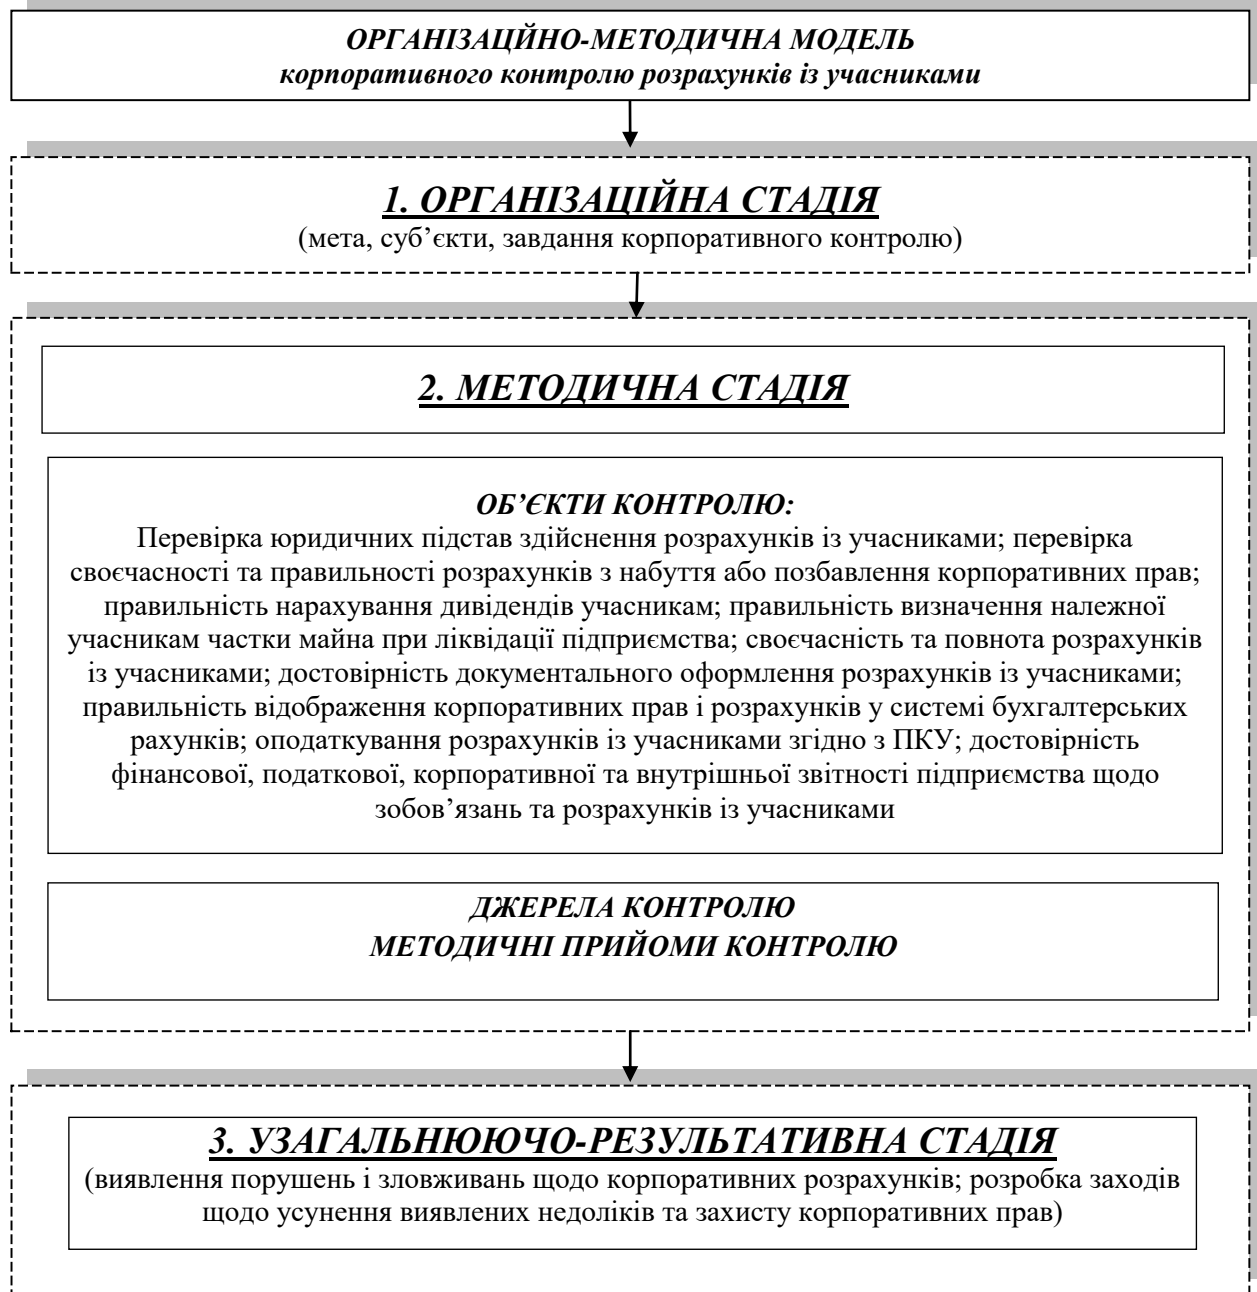 ОРГАНІЗАЦЙНО-МЕТОДИЧНА МОДЕЛЬ
корпоративного контролю розрахунків із учасниками
1. ОРГАНІЗАЦІЙНА СТАДІЯ
(мета, суб’єкти, завдання корпоративного контролю)
2. МЕТОДИЧНА СТАДІЯ
ОБ’ЄКТИ КОНТРОЛЮ:
Перевірка юридичних підстав здійснення розрахунків із учасниками; перевірка
своєчасності та правильності розрахунків з набуття або позбавлення корпоративних прав;
правильність нарахування дивідендів учасникам; правильність визначення належної
учасникам частки майна при ліквідації підприємства; своєчасність та повнота розрахунків
із учасниками; достовірність документального оформлення розрахунків із учасниками;
правильність відображення корпоративних прав і розрахунків у системі бухгалтерських
рахунків; оподаткування розрахунків із учасниками згідно з ПКУ; достовірність
фінансової, податкової, корпоративної та внутрішньої звітності підприємства щодо
зобов’язань та розрахунків із учасниками
ДЖЕРЕЛА КОНТРОЛЮ
МЕТОДИЧНІ ПРИЙОМИ КОНТРОЛЮ
3. УЗАГАЛЬНЮЮЧО-РЕЗУЛЬТАТИВНА СТАДІЯ
(виявлення порушень і зловживань щодо корпоративних розрахунків; розробка заходів
щодо усунення виявлених недоліків та захисту корпоративних прав)